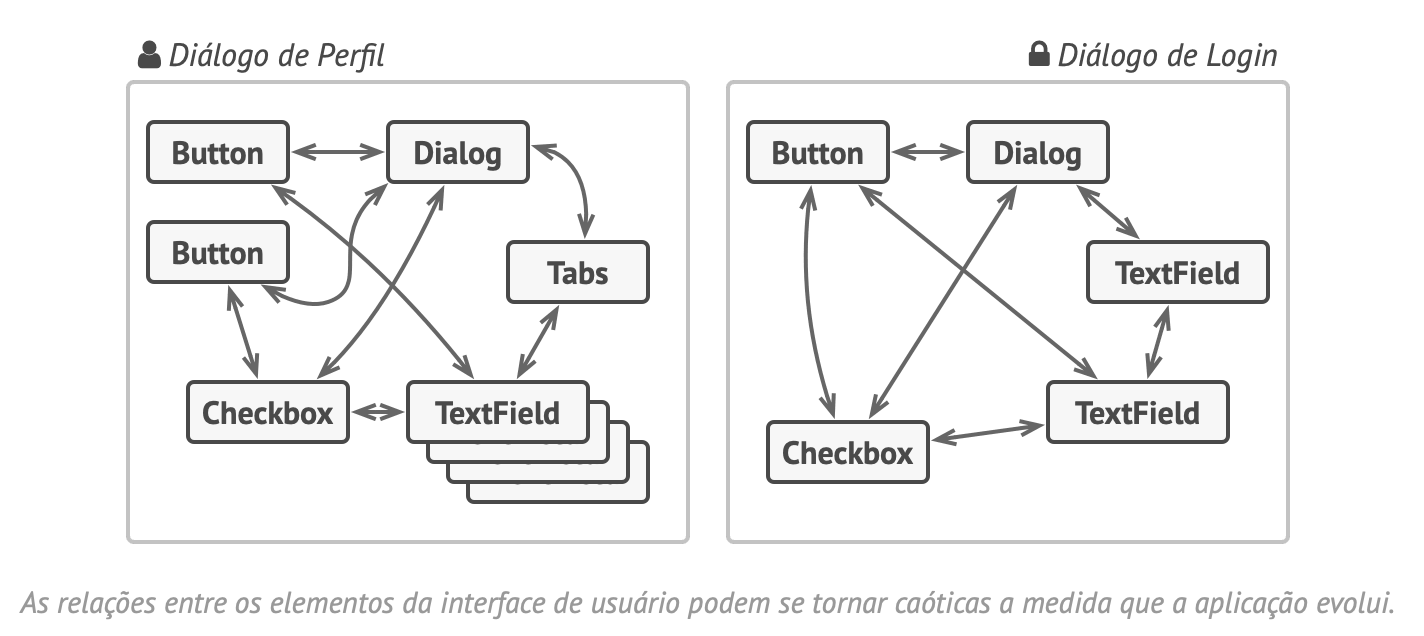 Diálogo de Perfil
Button
Dialog
Button
Tabs
Checkbox
TextField
Diálogo de Login
Button
Dialog
TextField
TextField
Checkbox
As relações entre os elementos da interface de usuário podem se tornar caóticas a medida que a aplicação evolui.